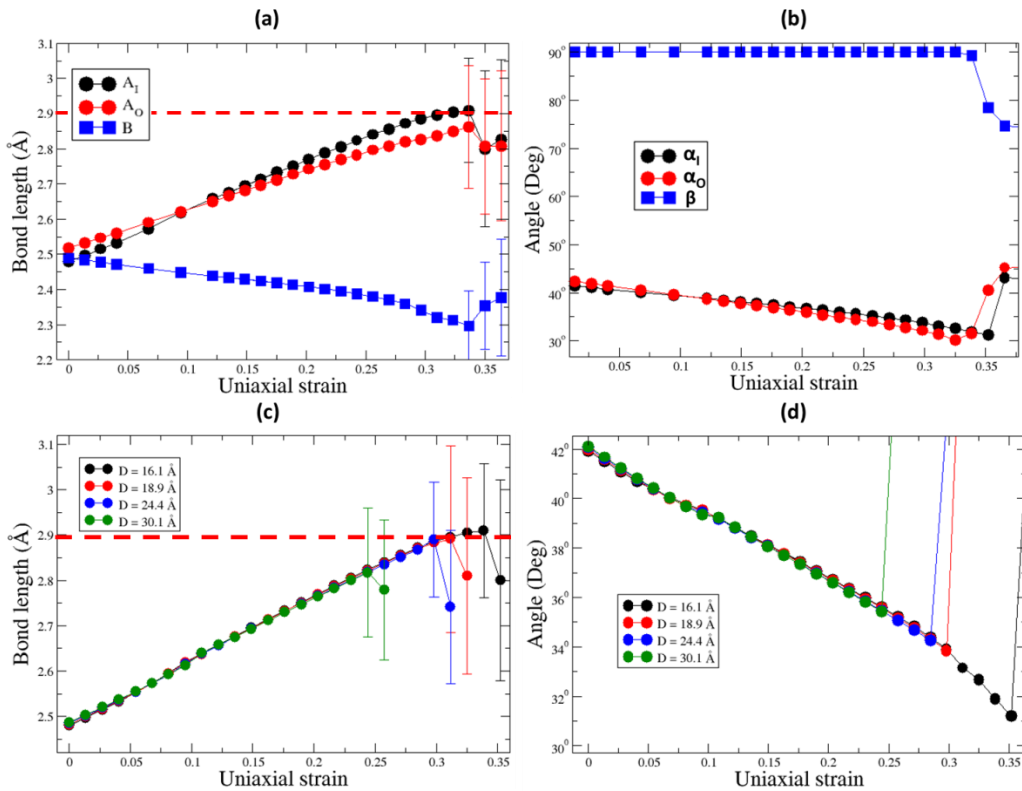 (a)
3.1
3
2.9
2.8
2.7
2.6
2.5
2.4
2.3
2.2
Bond length (Å)
A_I
A_O
B
0 0.05 0.1 0.15 0.2 0.25 0.3 0.35
Uniaxial strain
(b)
90°
80°
70°
60°
50°
40°
30°
Angle (Deg)
α_I
α_O
β
0.05 0.1 0.15 0.2 0.25 0.3 0.35
Uniaxial strain
(c)
3.1
3
2.9
2.8
2.7
2.6
2.5
Bond length (Å)
D = 16.1 Å
D = 18.9 Å
D = 24.4 Å
D = 30.1 Å
0 0.05 0.1 0.15 0.2 0.25 0.3 0.35
Uniaxial strain
(d)
42°
40°
38°
36°
34°
32°
30°
Angle (Deg)
D = 16.1 Å
D = 18.9 Å
D = 24.4 Å
D = 30.1 Å
0 0.05 0.1 0.15 0.2 0.25 0.3 0.35
Uniaxial strain